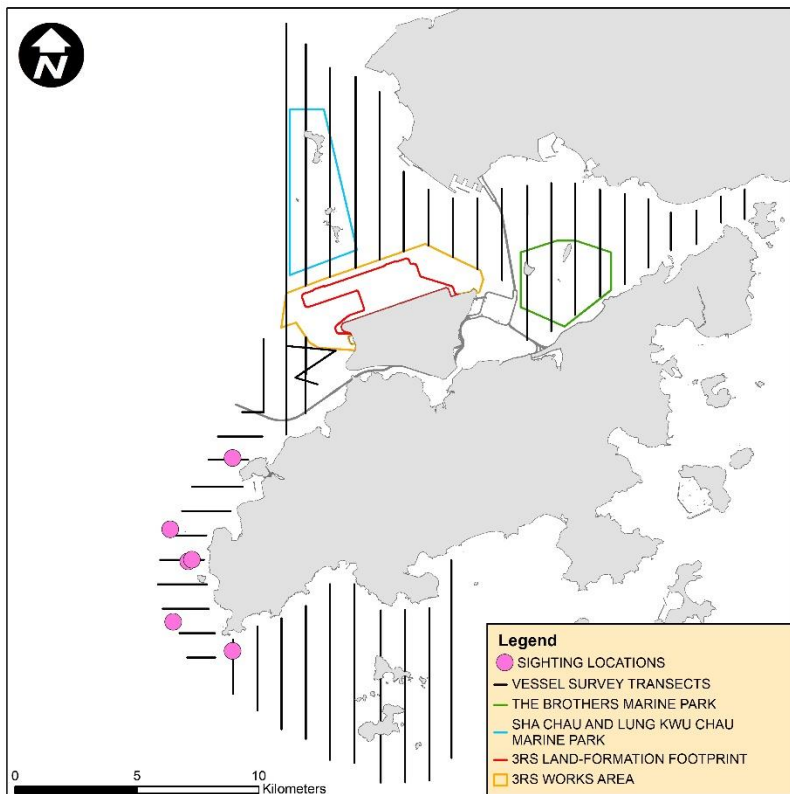 N
Legend
SIGHTING LOCATIONS
VESSEL SURVEY TRANSECTS
THE BROTHERS MARINE PARK
SHA CHAU AND LUNG KWU CHAU
MARINE PARK
3RS LAND-FORMATION FOOTPRINT
3RS WORKS AREA
0 5 10
Kilometers